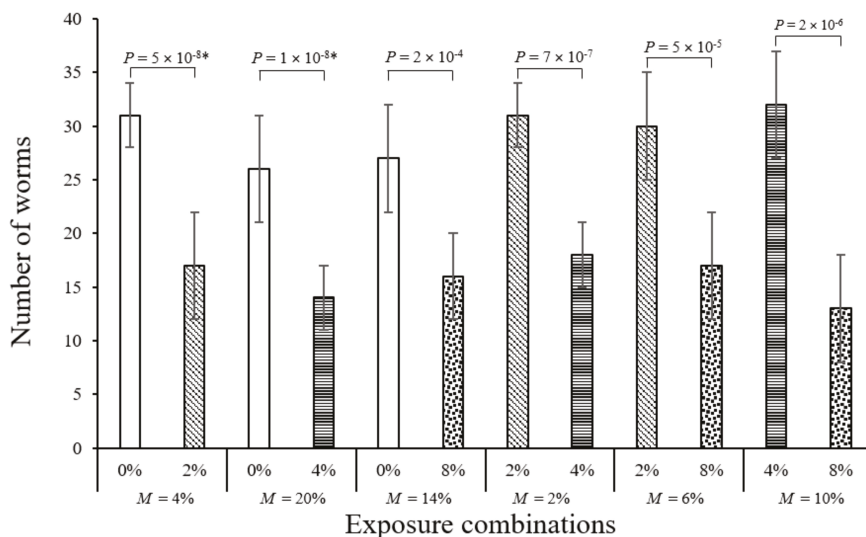 40
P = 5 × 10-8* P = 1 × 10-8* P = 2 × 10-4 P = 7 × 10-7 P = 5 × 10-5 P = 2 × 10-6
35
30
25
20
15
10
5
0
Number of worms
0% 2% 0% 4% 0% 8% 2% 4% 2% 8% 4% 8%
M = 4% M = 20% M = 14% M = 2% M = 6% M = 10%
Exposure combinations